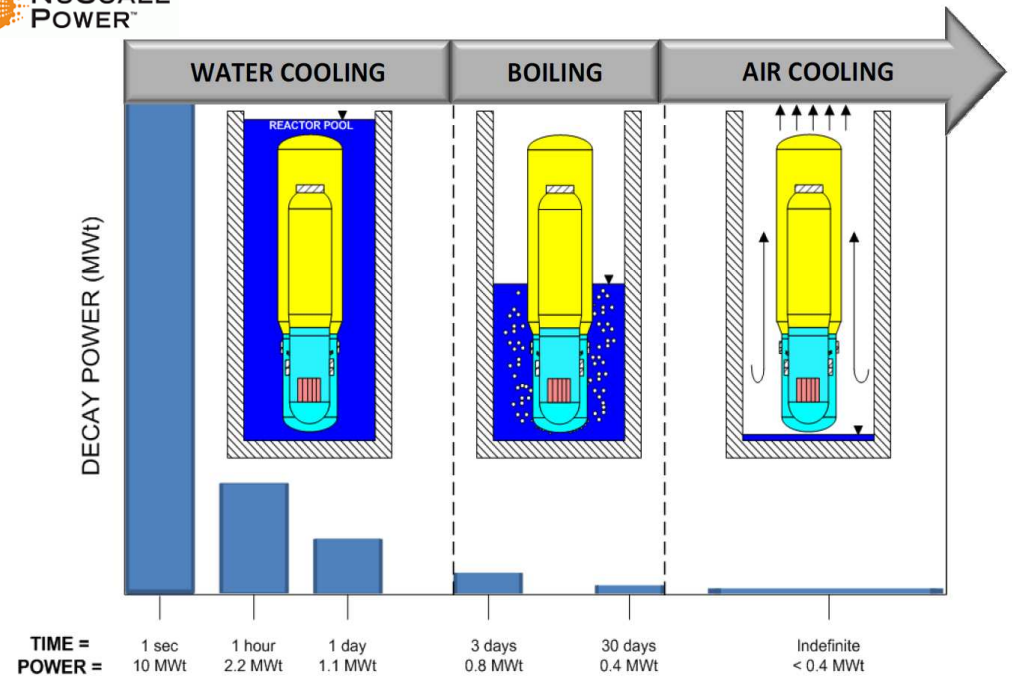 POWER™
WATER COOLING
BOILING
AIR COOLING
REACTOR POOL
DECAY POWER (MWt)
TIME = 1 sec 1 hour 1 day 3 days 30 days Indefinite
POWER = 10 MWt 2.2 MWt 1.1 MWt 0.8 MWt 0.4 MWt < 0.4 MWt